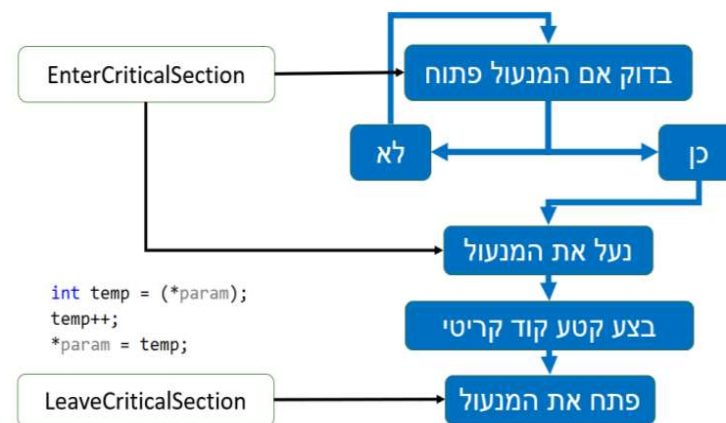 EnterCriticalSection
בדוק אם המנעול פתוח
לא
כן
נעל את המנעול
int temp = (*param);
temp++;
*param = temp;
בצע קטע קוד קריטי
LeaveCriticalSection
פתח את המנעול